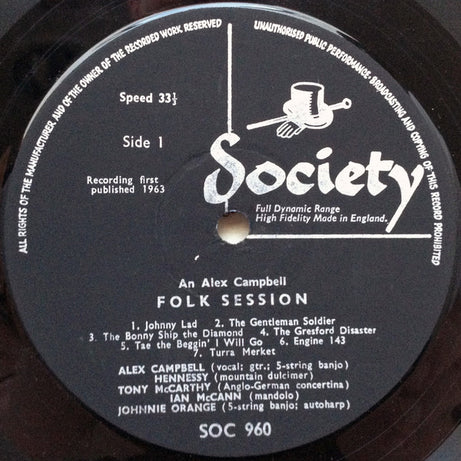 ALL RIGHTS OF THE MANUFACTURER, AND OF THE OWNER OF THE RECORDED WORK RESERVED
UNAUTHORISED PUBLIC PERFORMANCE · BROADCASTING AND COPYING OF THIS RECORD PROHIBITED
Speed 33⅓
Side 1
Recording first
published 1963
Society
Full Dynamic Range
High Fidelity Made in England.
An Alex Campbell
FOLK SESSION
1. Johnny Lad 2. The Gentleman Soldier
3. The Bonny Ship the Diamond 4. The Gresford Disaster
5. Tae the Beggin' I Will Go 6. Engine 143
7. Turra Merket
ALEX CAMPBELL (vocal; gtr.; 5-string banjo)
HENNESSY (mountain dulcimer)
TONY McCARTHY (Anglo-German concertina)
IAN McCANN (mandolo)
JOHNNIE ORANGE (5-string banjo; autoharp)
SOC 960